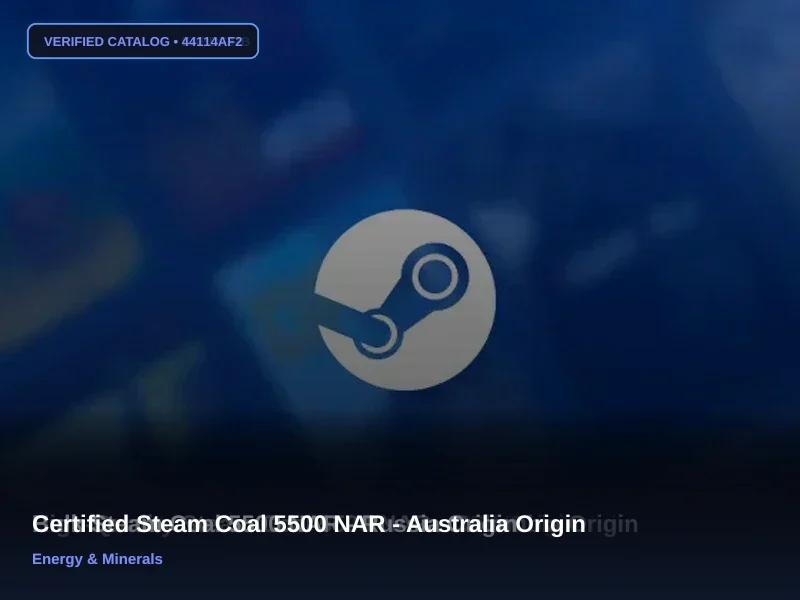 VERIFIED CATALOG • 44114AF2
Certified Steam Coal 5500 NAR - Australia Origin
Energy & Minerals